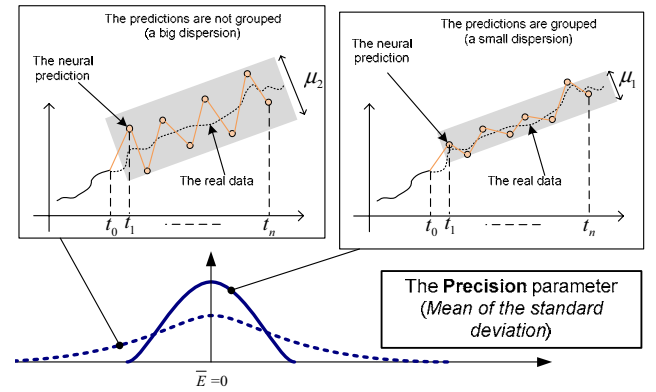 The predictions are not grouped
(a big dispersion)
The neural
prediction
μ2
The real data
t0 t1 tn
The predictions are grouped
(a small dispersion)
The neural
prediction
μ1
The real data
t0 t1 tn
The Precision parameter
(Mean of the standard
deviation)
E̅ =0